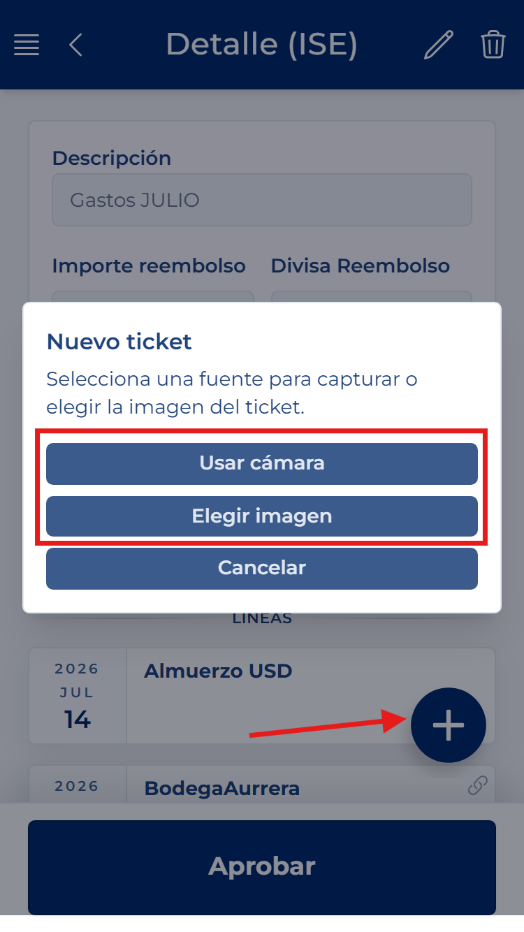 Detalle (ISE)
Descripción
Gastos JULIO
Importe reembolso Divisa Reembolso
Nuevo ticket
Selecciona una fuente para capturar o
elegir la imagen del ticket.
Usar cámara
Elegir imagen
Cancelar
LÍNEAS
2026
JUL
14
Almuerzo USD
2026
BodegaAurrera
Aprobar